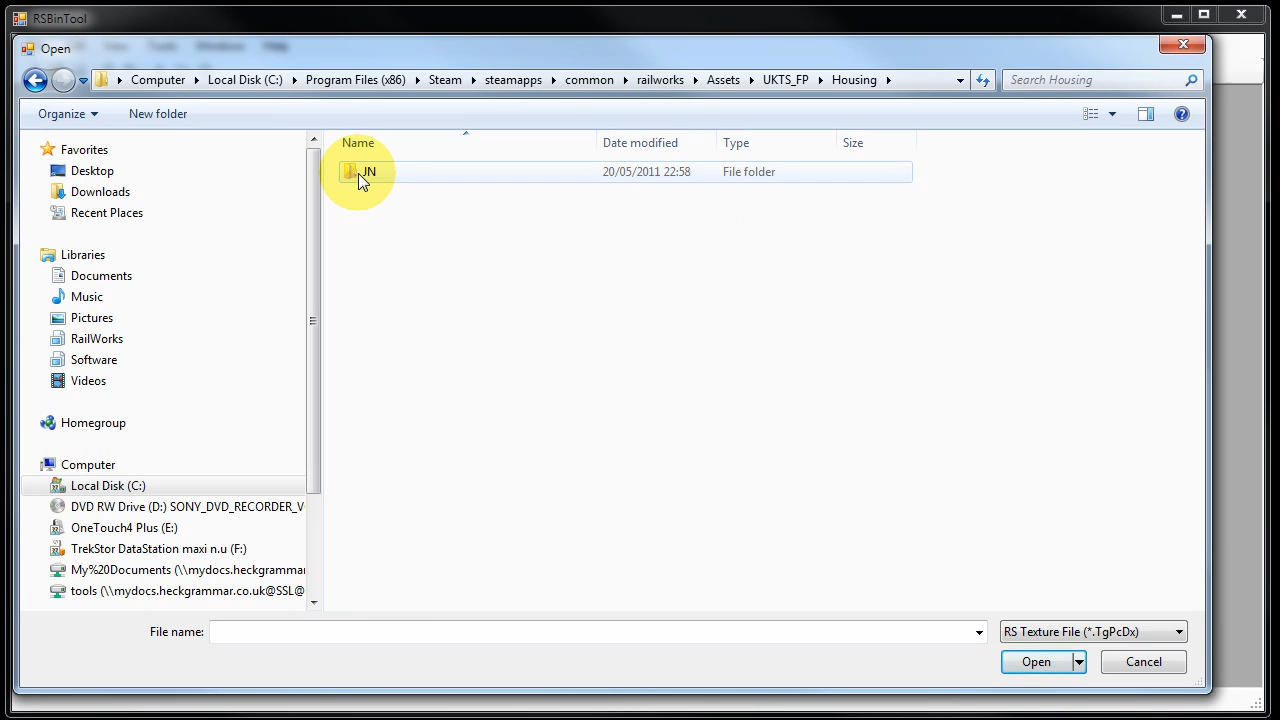 RSBinTool
Open
Computer Local Disk (C:) Program Files (x86) Steam steamapps common railworks Assets UKTS_FP Housing
Search Housing
Organize New folder
Name Date modified Type Size
JN 20/05/2011 22:58 File folder
Favorites
Desktop
Downloads
Recent Places
Libraries
Documents
Music
Pictures
RailWorks
Software
Videos
Homegroup
Computer
Local Disk (C:)
DVD RW Drive (D:) SONY_DVD_RECORDER_V
OneTouch4 Plus (E:)
TrekStor DataStation maxi n.u (F:)
My%20Documents (\\mydocs.heckgrammar
tools (\\mydocs.heckgrammar.co.uk@SSL@
File name:
RS Texture File (*.TgPcDx)
Open Cancel